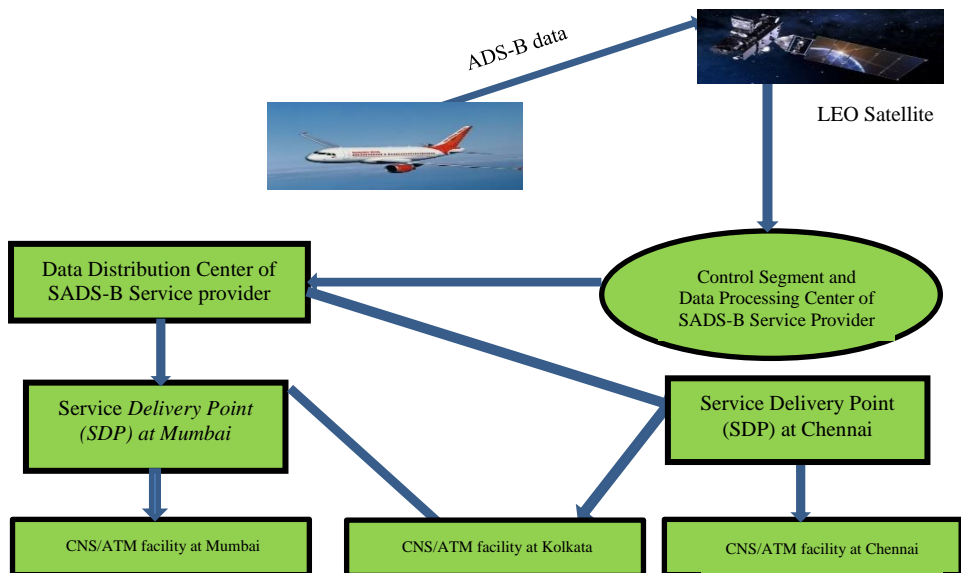 ADS-B data
LEO Satellite
Data Distribution Center of
SADS-B Service provider
Control Segment and
Data Processing Center of
SADS-B Service Provider
Service Delivery Point
(SDP) at Mumbai
Service Delivery Point
(SDP) at Chennai
CNS/ATM facility at Mumbai
CNS/ATM facility at Kolkata
CNS/ATM facility at Chennai